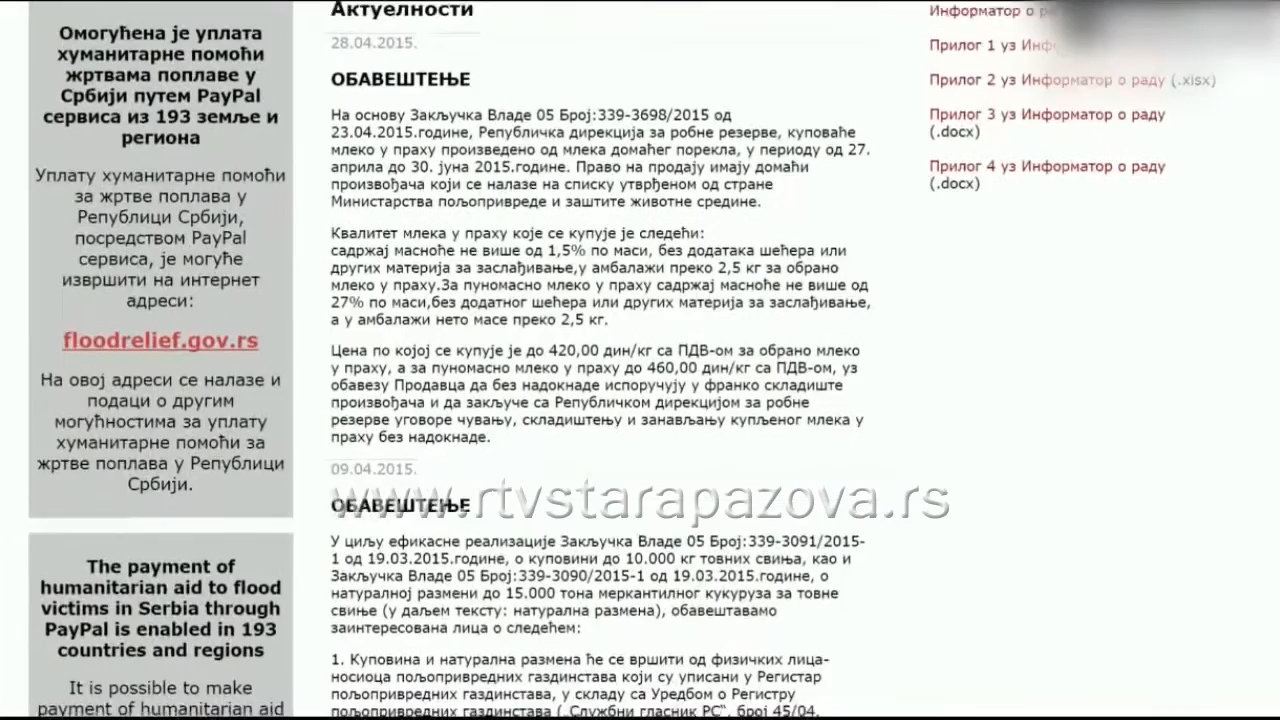 Омогућена је уплата
хуманитарне помоћи
жртвама поплаве у
Србији путем PayPal
сервиса из 193 земље и
региона
Уплату хуманитарне помоћи
за жртве поплава у
Републици Србији,
посредством PayPal
сервиса, је могуће
извршити на интернет
адреси:
floodrelief.gov.rs
На овој адреси се налазе и
подаци о другим
могућностима за уплату
хуманитарне помоћи за
жртве поплава у Републици
Србији.
The payment of
humanitarian aid to flood
victims in Serbia through
PayPal is enabled in 193
countries and regions
It is possible to make
payment of humanitarian aid
Актуелности
28.04.2015.
ОБАВЕШТЕЊЕ
На основу Закључка Владе 05 Број:339-3698/2015 од
23.04.2015.године, Републичка дирекција за робне резерве, куповаће
млеко у праху произведено од млека домаћег порекла, у периоду од 27.
априла до 30. јуна 2015.године. Право на продају имају домаћи
произвођача који се налазе на списку утврђеном од стране
Министарства пољопривреде и заштите животне средине.
Квалитет млека у праху које се купује је следећи:
садржај масноће не више од 1,5% по маси, без додатака шећера или
других материја за заслађивање,у амбалажи преко 2,5 кг за обрано
млеко у праху.За пуномасно млеко у праху садржај масноће не више од
27% по маси,без додатног шећера или других материја за заслађивање,
а у амбалажи нето масе преко 2,5 кг.
Цена по којој се купује је до 420,00 дин/кг са ПДВ-ом за обрано млеко
у праху, а за пуномасно млеко у праху до 460,00 дин/кг са ПДВ-ом, уз
обавезу Продавца да без надокнаде испоручују у франко складиште
произвођача и да закључе са Републичком дирекцијом за робне
резерве уговоре чувању, складиштењу и занављању купљеног млека у
праху без надокнаде.
09.04.2015.
ОБАВЕШТЕЊЕ
www.rtvstarapazova.rs
У циљу ефикасне реализације Закључка Владе 05 Број:339-3091/2015-
1 од 19.03.2015.године, о куповини до 10.000 кг товних свиња, као и
Закључка Владе 05 Број:339-3090/2015-1 од 19.03.2015.године, о
натуралној размени до 15.000 тона меркантилног кукуруза за товне
свиње (у даљем тексту: натурална размена), обавештавамо
заинтересована лица о следећем:
1. Куповина и натурална размена ће се вршити од физичких лица-
носиоца пољопривредних газдинстава који су уписани у Регистар
пољопривредних газдинстава, у складу са Уредбом о Регистру
пољопривредних газдинстава („Службни гласник РС“, број 45/04,
Информатор о
Прилог 1 уз
Прилог 2 уз Информатор о раду (.xlsx)
Прилог 3 уз Информатор о раду
(.docx)
Прилог 4 уз Информатор о раду
(.docx)